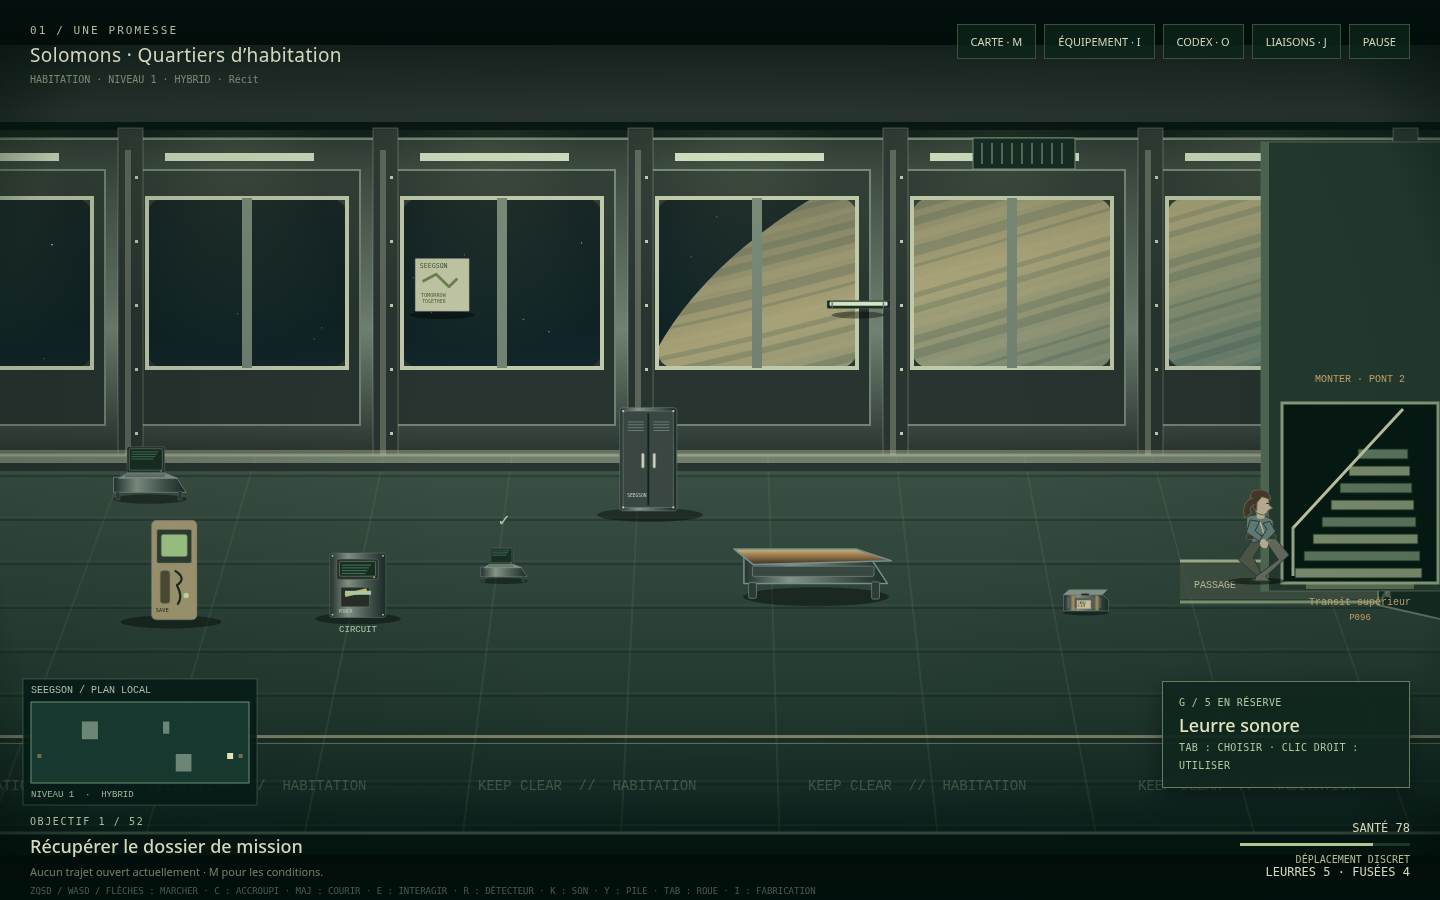 01 / UNE PROMESSE
Solomons · Quartiers d’habitation
HABITATION · NIVEAU 1 · HYBRID · Récit
CARTE · M
ÉQUIPEMENT · I
CODEX · O
LIAISONS · J
PAUSE
SEEGSON
TOMORROW
TOGETHER
MONTER · PONT 2
SEEGSON
SAVE
CIRCUIT
PASSAGE
Transit supérieur
P096
SEEGSON / PLAN LOCAL
NIVEAU 1 · HYBRID
// HABITATION
KEEP CLEAR // HABITATION
KEEP CLEAR // HABITATION
G / 5 EN RÉSERVE
Leurre sonore
TAB : CHOISIR · CLIC DROIT :
UTILISER
OBJECTIF 1 / 52
Récupérer le dossier de mission
Aucun trajet ouvert actuellement · M pour les consignes.
ZQSD / WASD / FLÈCHES : MARCHER · C : ACCROUPI · MAJ : COURIR · E : INTERAGIR · R : DÉTECTEUR · K : SON · Y : PILE · TAB : ROUE · I : FABRICATION
SANTÉ 78
DÉPLACEMENT DISCRET
LEURRES 5 · FUSÉES 4